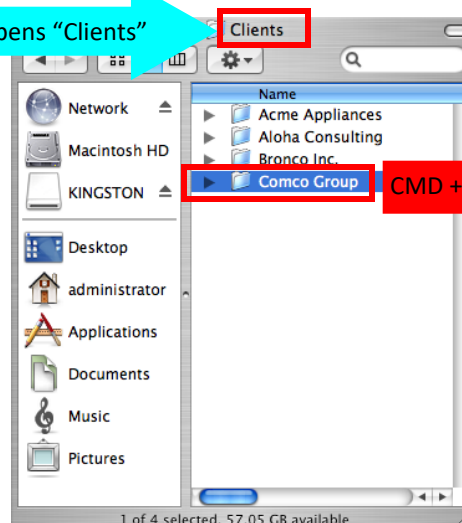 pens “Clients”
Clients
Name
Network
Acme Appliances
Aloha Consulting
Macintosh HD
Bronco Inc.
KINGSTON
Comco Group
CMD +
Desktop
administrator
Applications
Documents
Music
Pictures
1 of 4 selected, 57.05 GB available